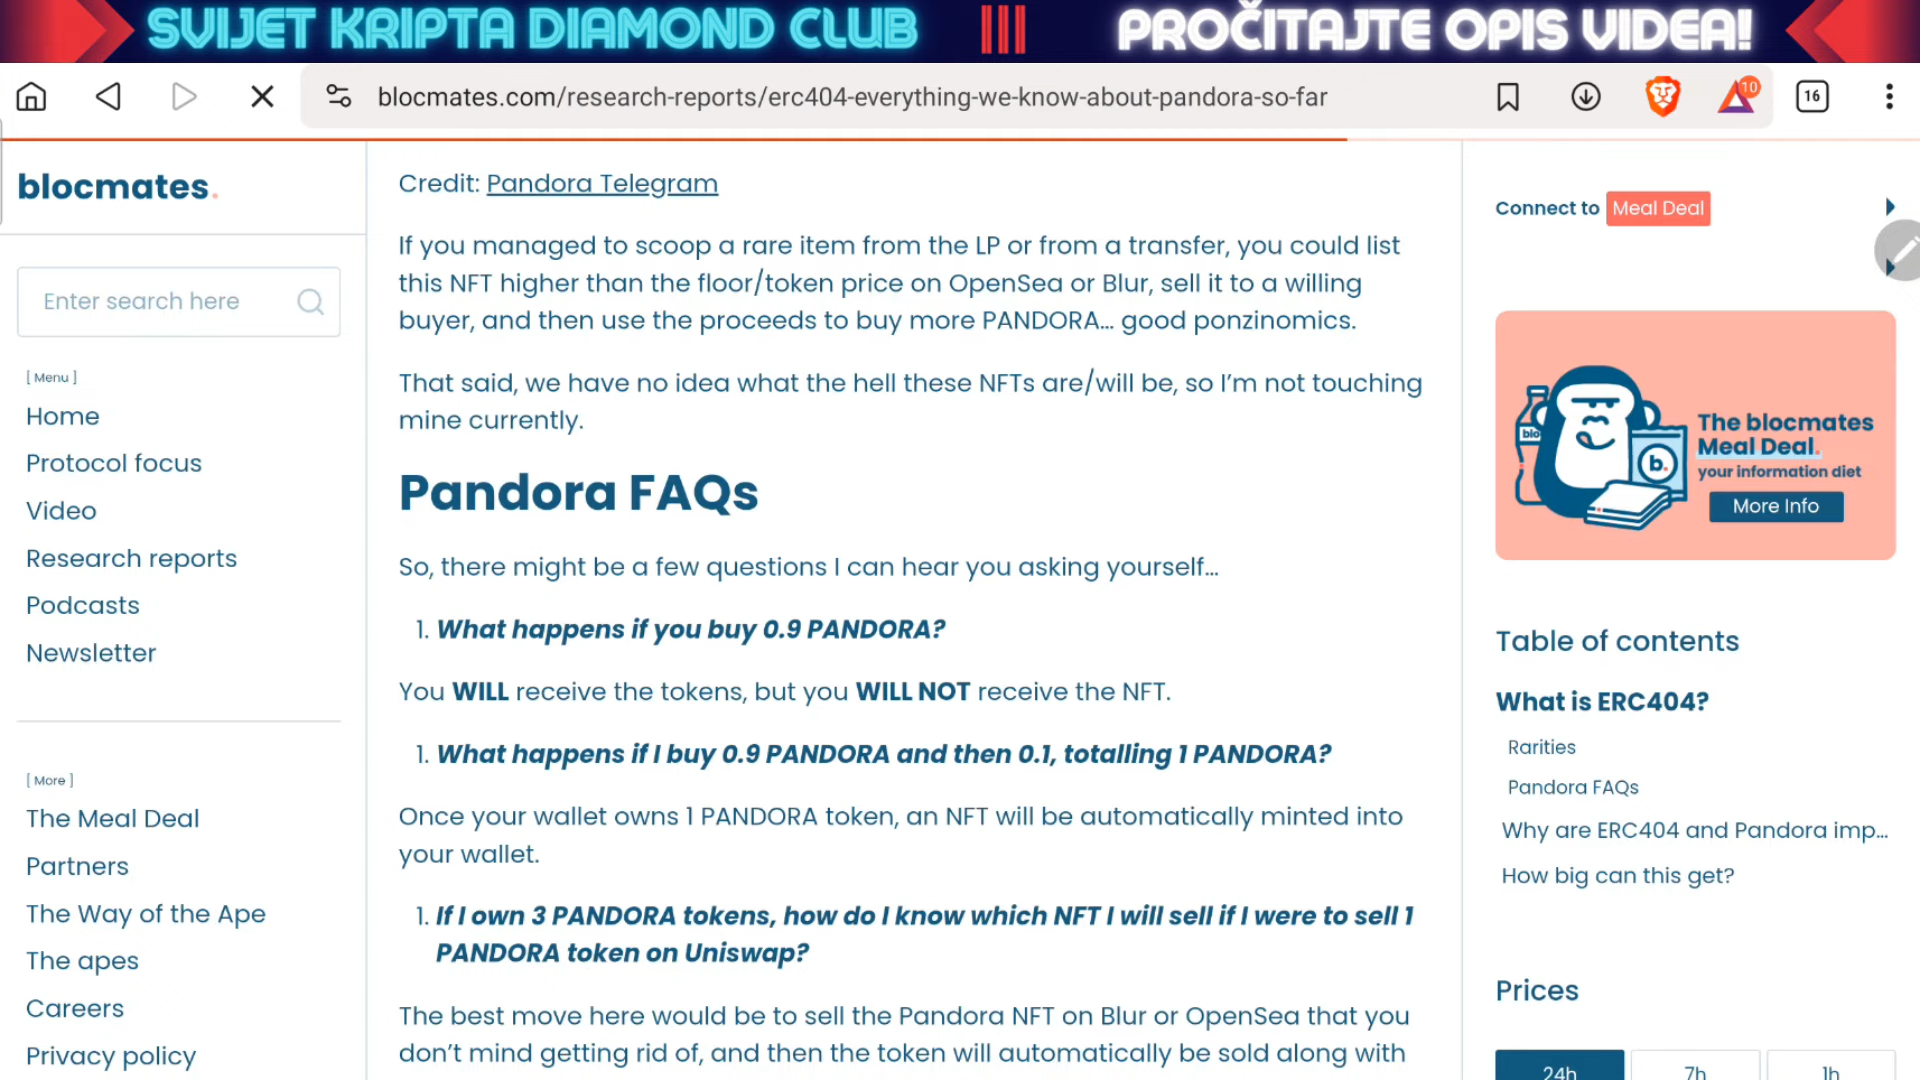 SVIJET KRIPTA DIAMOND CLUB
PROČITAJTE OPIS VIDEA!
blocmates.com/research-reports/erc404-everything-we-know-about-pandora-so-far
10
16
blocmates.
Enter search here
[ Menu ]
Home
Protocol focus
Video
Research reports
Podcasts
Newsletter
[ More ]
The Meal Deal
Partners
The Way of the Ape
The apes
Careers
Privacy policy
Credit: Pandora Telegram
If you managed to scoop a rare item from the LP or from a transfer, you could list
this NFT higher than the floor/token price on OpenSea or Blur, sell it to a willing
buyer, and then use the proceeds to buy more PANDORA… good ponzinomics.
That said, we have no idea what the hell these NFTs are/will be, so I’m not touching
mine currently.
Pandora FAQs
So, there might be a few questions I can hear you asking yourself…
1. What happens if you buy 0.9 PANDORA?
You WILL receive the tokens, but you WILL NOT receive the NFT.
1. What happens if I buy 0.9 PANDORA and then 0.1, totalling 1 PANDORA?
Once your wallet owns 1 PANDORA token, an NFT will be automatically minted into
your wallet.
1. If I own 3 PANDORA tokens, how do I know which NFT I will sell if I were to sell 1
PANDORA token on Uniswap?
The best move here would be to sell the Pandora NFT on Blur or OpenSea that you
don’t mind getting rid of, and then the token will automatically be sold along with
Connect to Meal Deal
blo
b.
The blocmates
Meal Deal.
your information diet
More Info
Table of contents
What is ERC404?
Rarities
Pandora FAQs
Why are ERC404 and Pandora imp…
How big can this get?
Prices
24h
7h
1h